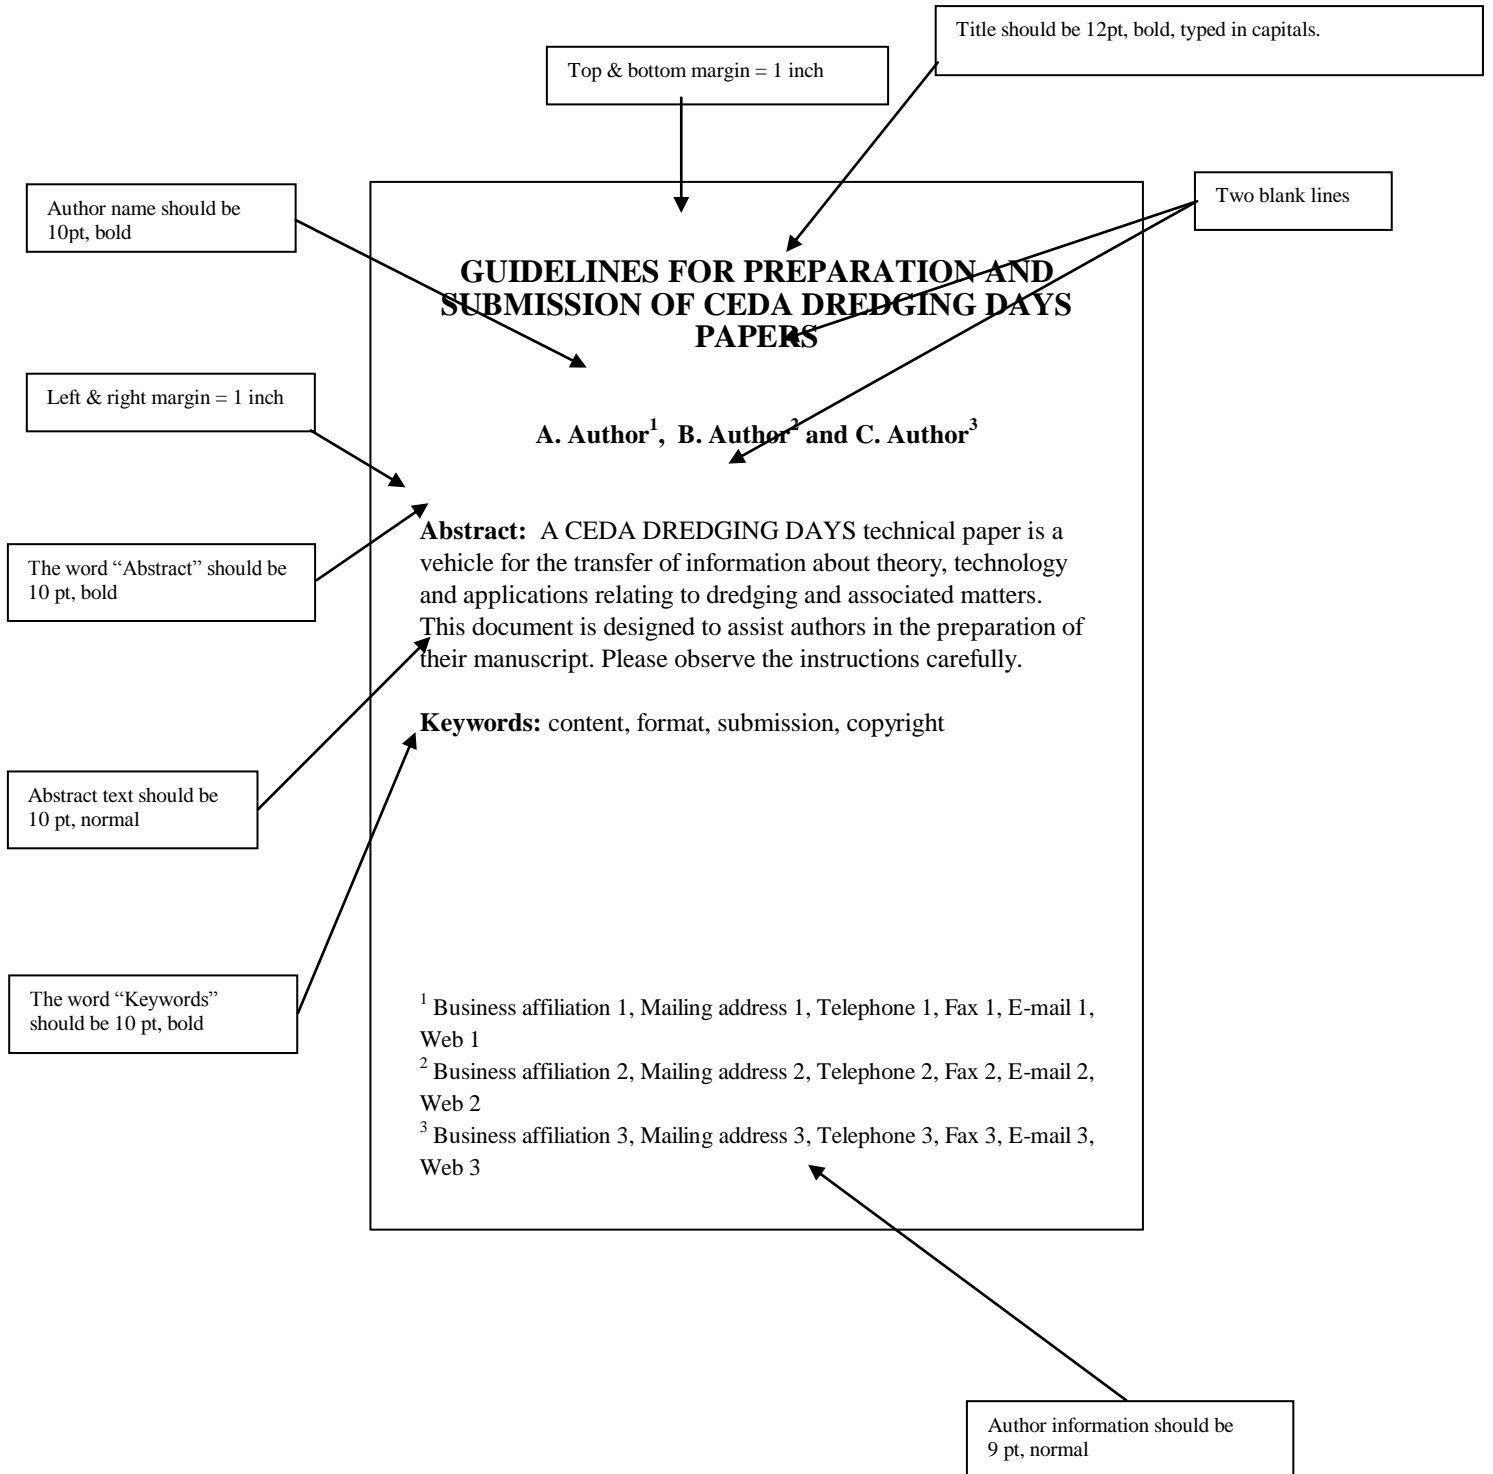 Title should be 12pt, bold, typed in capitals.
Top & bottom margin = 1 inch
Author name should be
10pt, bold
Two blank lines
GUIDELINES FOR PREPARATION AND
SUBMISSION OF CEDA DREDGING DAYS
PAPERS
Left & right margin = 1 inch
A. Author1, B. Author2 and C. Author3
Abstract: A CEDA DREDGING DAYS technical paper is a
vehicle for the transfer of information about theory, technology
and applications relating to dredging and associated matters.
This document is designed to assist authors in the preparation of
their manuscript. Please observe the instructions carefully.
The word “Abstract” should be
10 pt, bold
Keywords: content, format, submission, copyright
Abstract text should be
10 pt, normal
The word “Keywords”
should be 10 pt, bold
1 Business affiliation 1, Mailing address 1, Telephone 1, Fax 1, E-mail 1,
Web 1
2 Business affiliation 2, Mailing address 2, Telephone 2, Fax 2, E-mail 2,
Web 2
3 Business affiliation 3, Mailing address 3, Telephone 3, Fax 3, E-mail 3,
Web 3
Author information should be
9 pt, normal